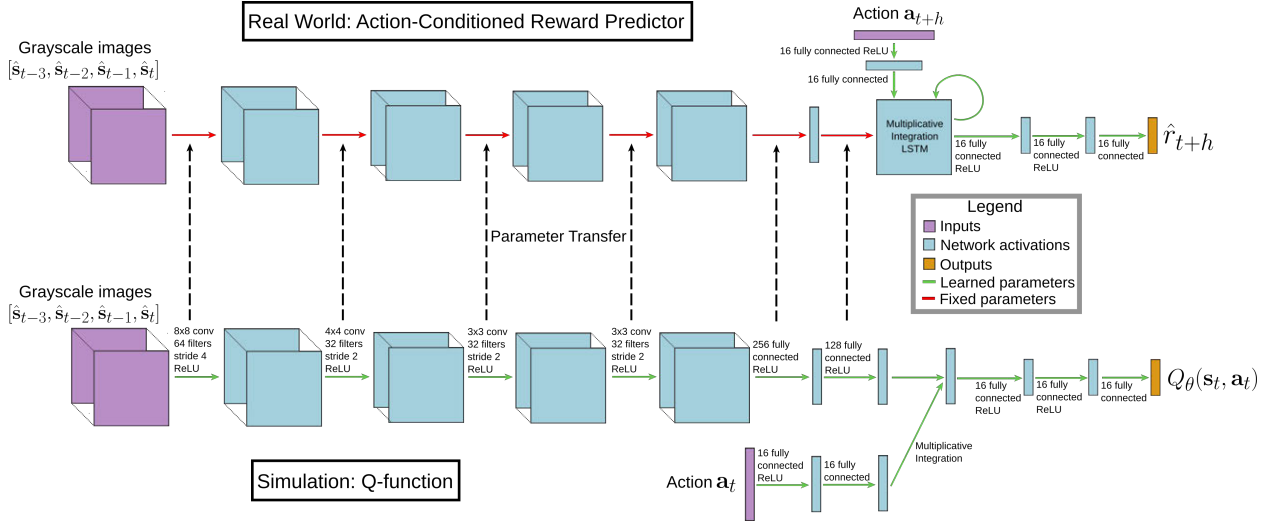 Real World: Action-Conditioned Reward Predictor
Action a_{t+h}
Grayscale images
[ŝ_{t−3}, ŝ_{t−2}, ŝ_{t−1}, ŝ_t]
16 fully connected ReLU
16 fully connected
Multiplicative
Integration
LSTM
16 fully
connected
ReLU
16 fully
connected
ReLU
16 fully
connected
r̂_{t+h}
Parameter Transfer
Legend
Inputs
Network activations
Outputs
Learned parameters
Fixed parameters
Grayscale images
[ŝ_{t−3}, ŝ_{t−2}, ŝ_{t−1}, ŝ_t]
8x8 conv
64 filters
stride 4
ReLU
4x4 conv
32 filters
stride 2
ReLU
3x3 conv
32 filters
stride 2
ReLU
3x3 conv
32 filters
stride 2
ReLU
256 fully
connected
ReLU
128 fully
connected
ReLU
16 fully
connected
ReLU
16 fully
connected
ReLU
16 fully
connected
Q_θ(s_t, a_t)
Multiplicative
Integration
Action a_t
16 fully
connected
ReLU
16 fully
connected
Simulation: Q-function